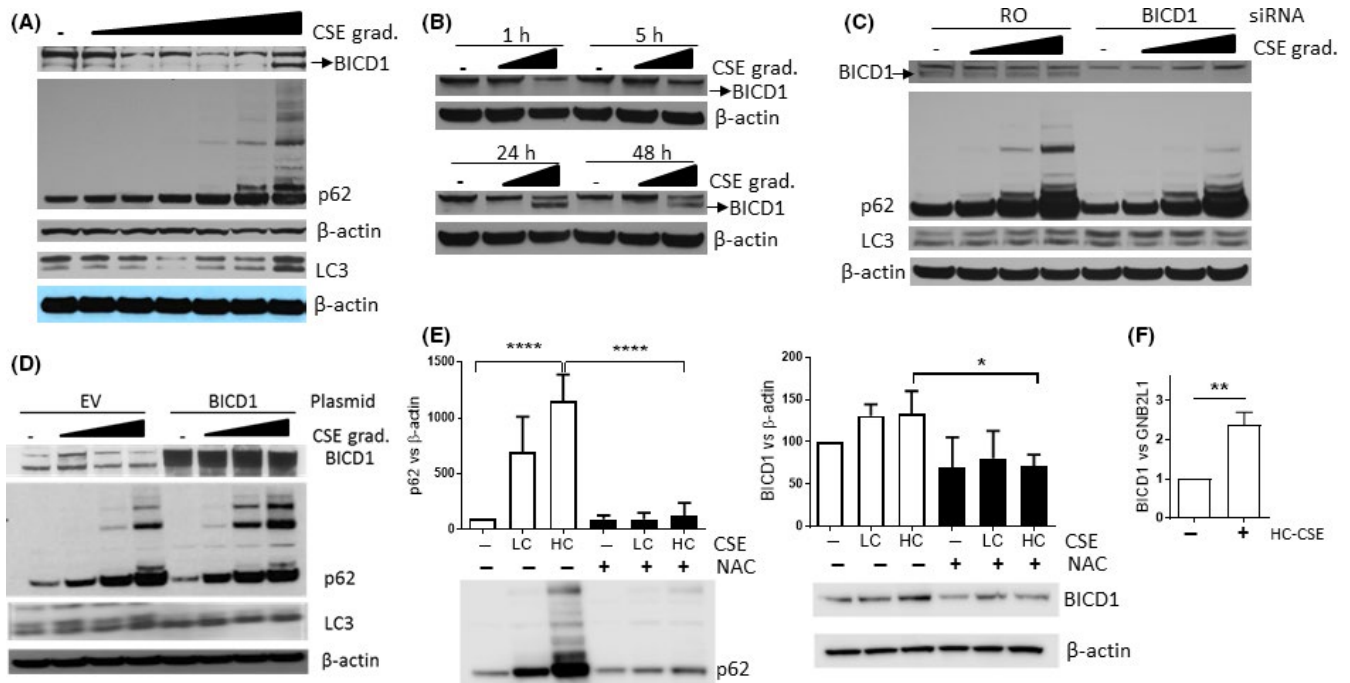 (A)
- CSE grad.
BICD1
p62
β-actin
LC3
β-actin
(B)
1 h 5 h
- - CSE grad.
BICD1
β-actin
24 h 48 h
- - CSE grad.
BICD1
β-actin
(C)
RO BICD1 siRNA
- - CSE grad.
BICD1
p62
LC3
β-actin
(D)
EV BICD1 Plasmid
- - CSE grad.
BICD1
p62
LC3
β-actin
(E)
**** ****
p62 vs β-actin
1500
1000
500
0
– LC HC – LC HC CSE
– – – + + + NAC
p62
*
BICD1 vs β-actin
200
150
100
50
0
– LC HC – LC HC CSE
– – – + + + NAC
BICD1
β-actin
(F)
**
BICD1 vs GNB2L1
3
2
1
0
– + HC-CSE